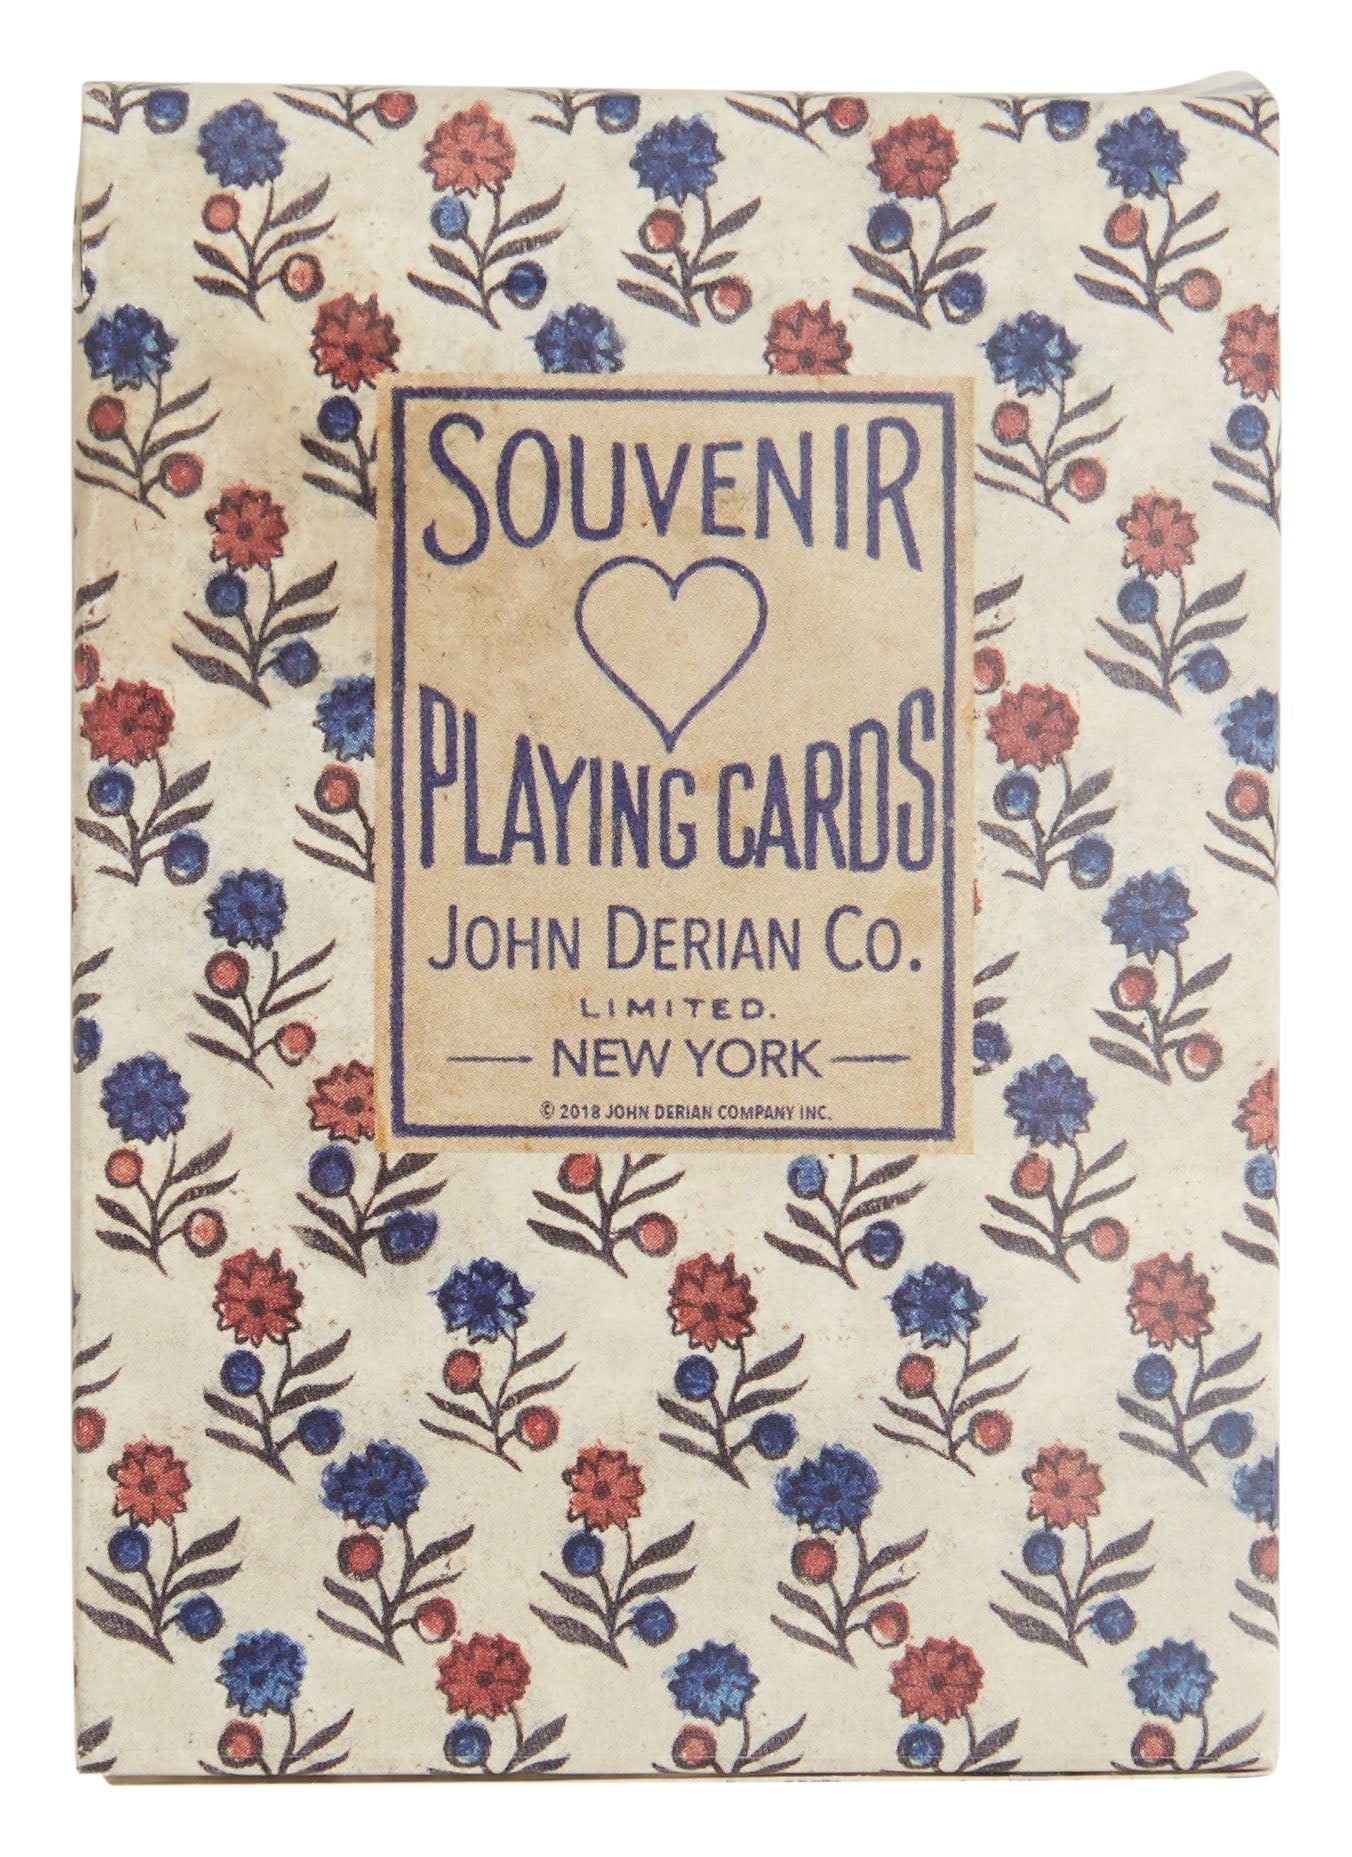 SOUVENIR
PLAYING CARDS
JOHN DERIAN CO.
LIMITED.
NEW YORK
© 2018 JOHN DERIAN COMPANY INC.